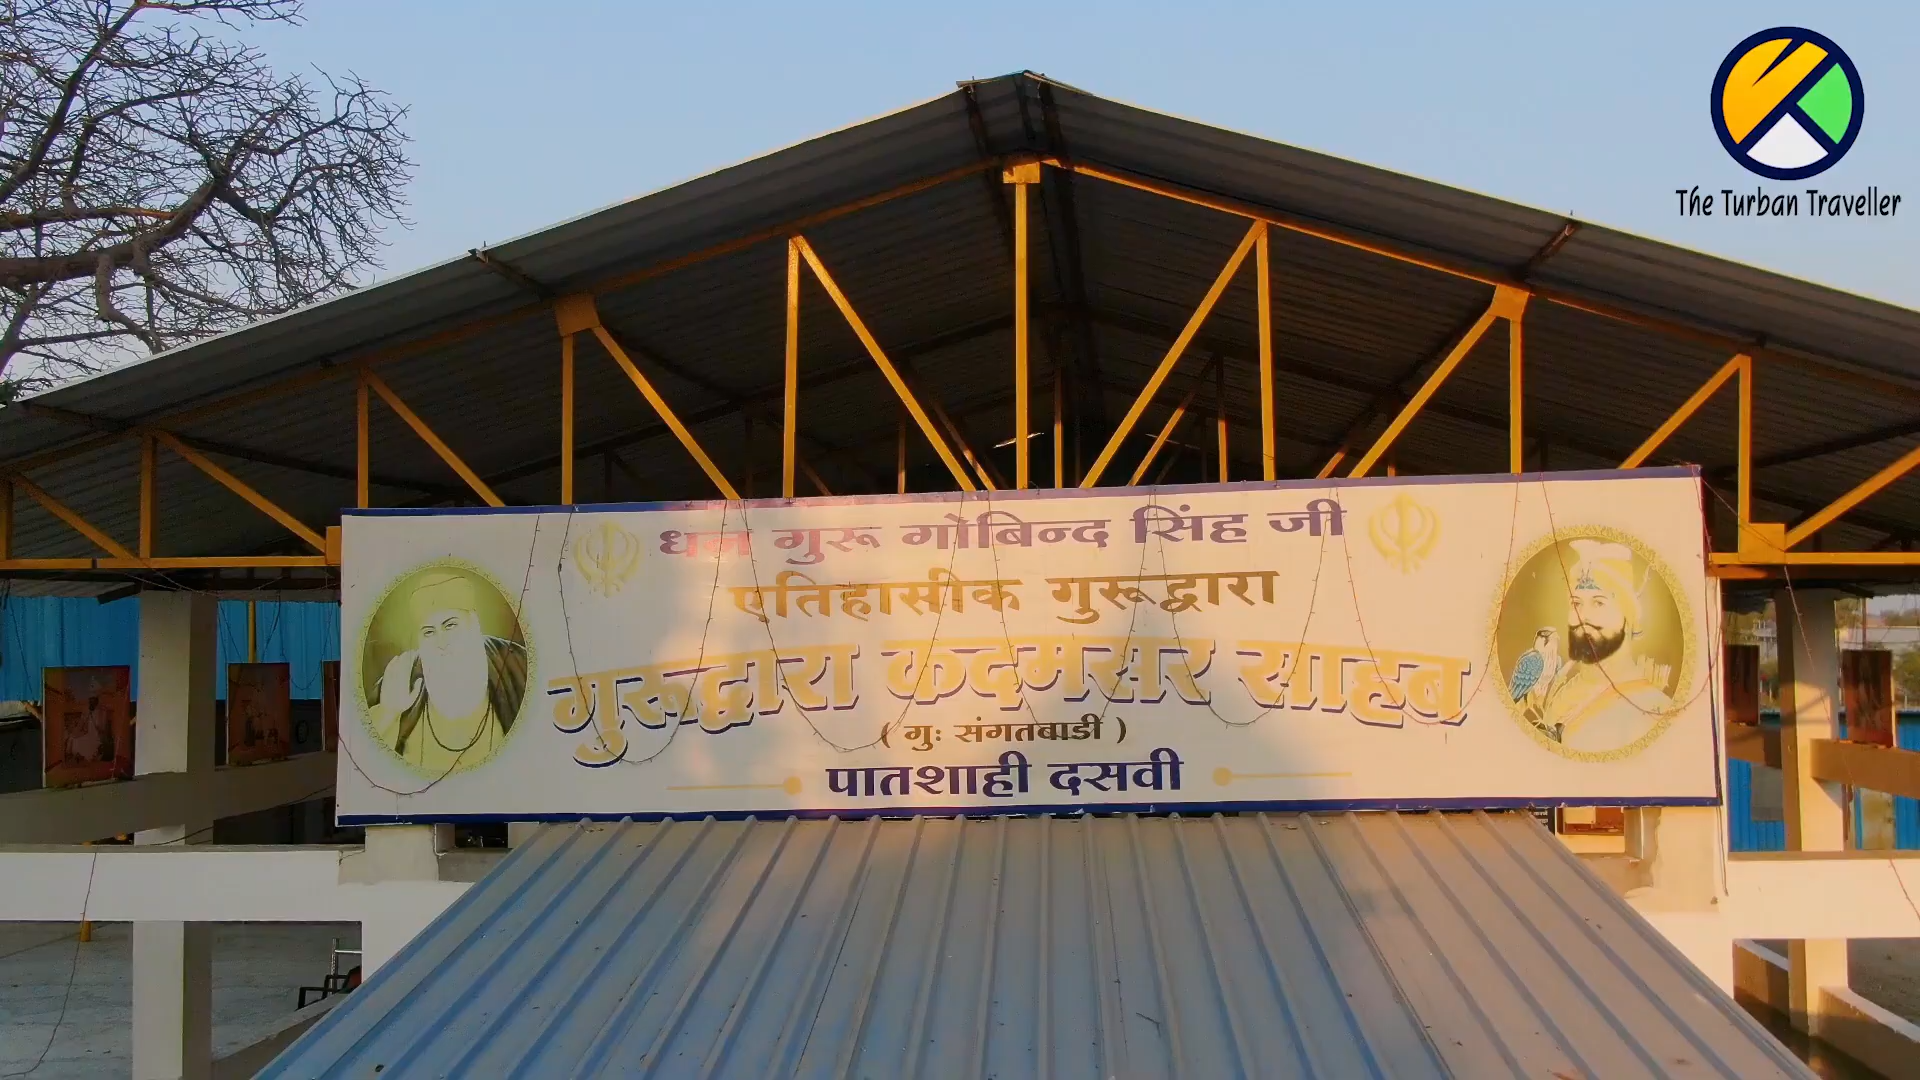 The Turban Traveller
धन गुरू गोबिन्द सिंह जी
एतिहासीक गुरूद्वारा
गुरूद्वारा कदमसर साहब
( गु: संगतबाडी )
पातशाही दसवी